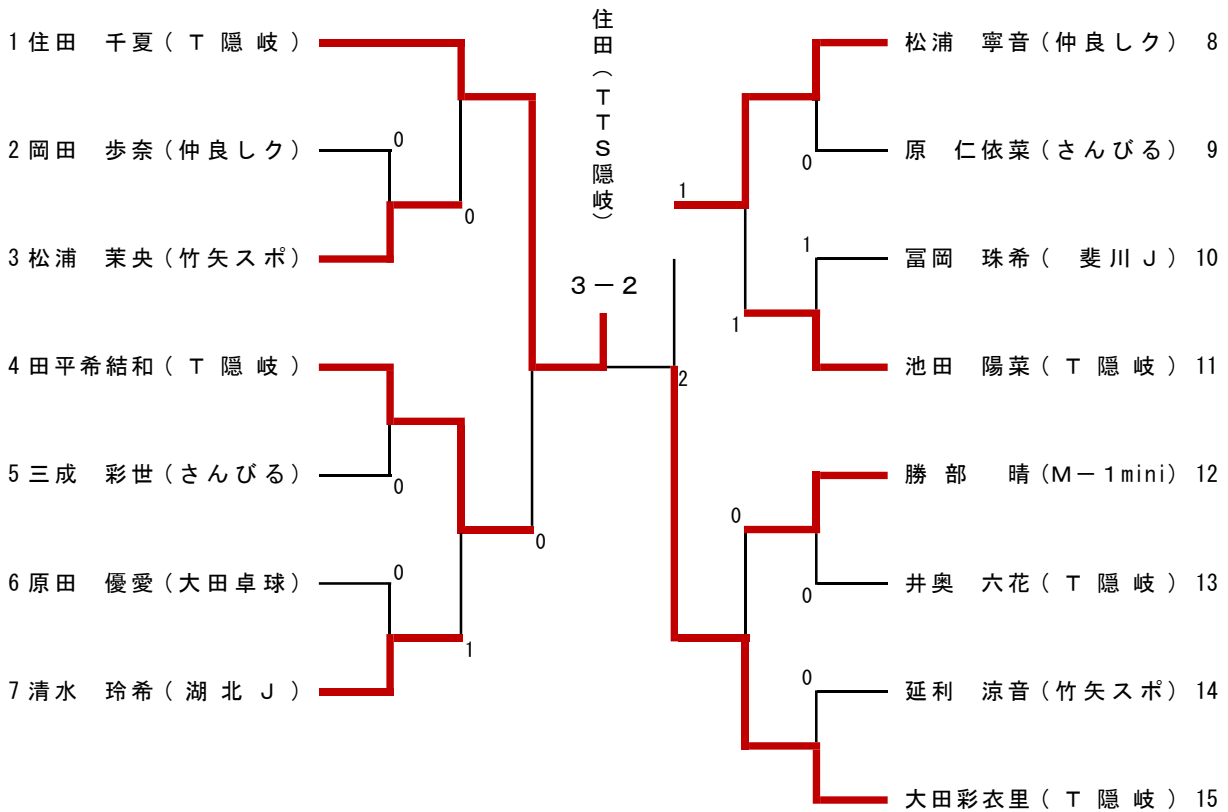 住田（TTS隠岐）
1 住田　千夏（T 隠 岐）
0
2 岡田　歩奈（仲良しク）
0
3 松浦　茉央（竹矢スポ）
4 田平希結和（T 隠 岐）
5 三成　彩世（さんびる）
0
0
6 原田　優愛（大田卓球）
0
1
7 清水　玲希（湖 北 J）
3－2
松浦　寧音（仲良しク） 8
原　仁依菜（さんびる） 9
0
1
1
冨岡　珠希（　斐川J） 10
1
池田　陽菜（T 隠 岐） 11
2
勝 部　晴（M－1mini） 12
0
井奥　六花（T 隠 岐） 13
0
0
延利　涼音（竹矢スポ） 14
大田彩衣里（T 隠 岐） 15